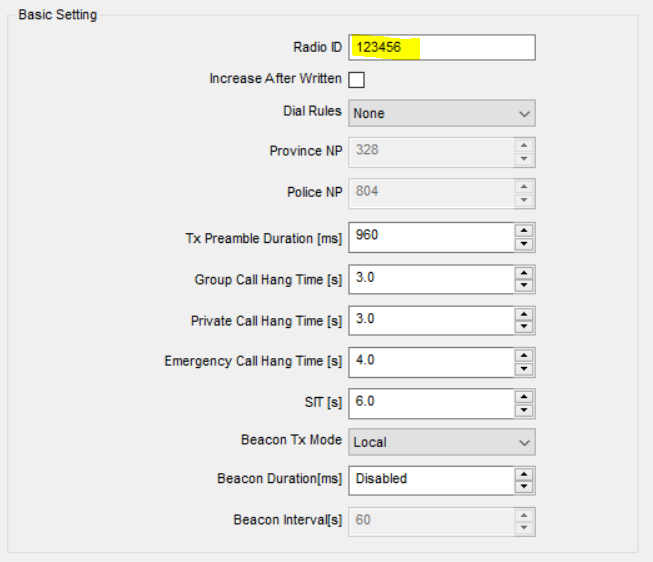 Basic Setting
Radio ID 123456
Increase After Written
Dial Rules None
Province NP 328
Police NP 804
Tx Preamble Duration [ms] 960
Group Call Hang Time [s] 3.0
Private Call Hang Time [s] 3.0
Emergency Call Hang Time [s] 4.0
SIT [s] 6.0
Beacon Tx Mode Local
Beacon Duration[ms] Disabled
Beacon Interval[s] 60